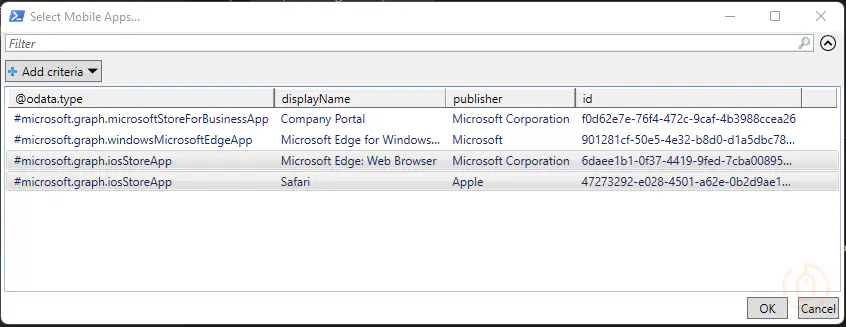 Select Mobile Apps...
Filter
Add criteria
@odata.type displayName publisher id
#microsoft.graph.microsoftStoreForBusinessApp Company Portal Microsoft Corporation f0d62e7e-76f4-472c-9caf-4b3988ccea26
#microsoft.graph.windowsMicrosoftEdgeApp Microsoft Edge for Windows... Microsoft 901281cf-50e5-4e32-b8d0-d1a5dbc78...
#microsoft.graph.iosStoreApp Microsoft Edge: Web Browser Microsoft Corporation 6daee1b1-0f37-4419-9fed-7cba00895...
#microsoft.graph.iosStoreApp Safari Apple 47273292-e028-4501-a62e-0b2d9ae1...
OK Cancel